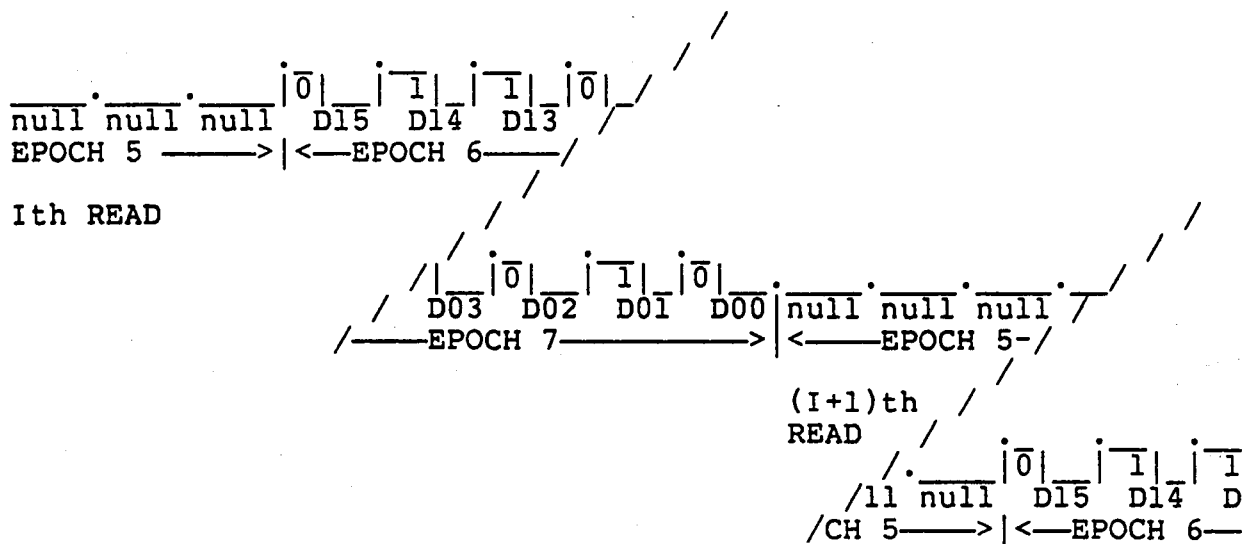 0 1 1 0
null null null D15 D14 D13
EPOCH 5 ———>|<—EPOCH 6——
Ith READ
0 1 0
D03 D02 D01 D00 null null null
/——EPOCH 7————>|<——EPOCH 5-/
(I+1)th
READ
0 1 1
/ll null D15 D14 D
/CH 5———>|<—EPOCH 6—